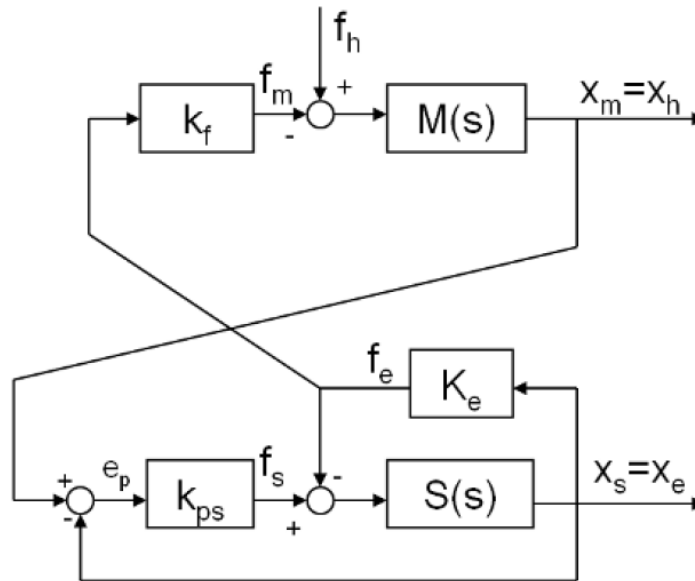 f_h
f_m
+
k_f
-
M(s)
x_m=x_h
f_e
K_e
+
e_p
k_ps
f_s
-
S(s)
x_s=x_e
-
+